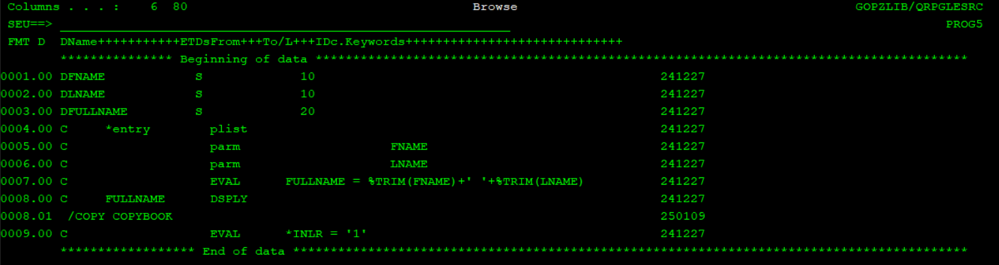 Columns . . . :    6  80                                      Browse                                             GOPZLIB/QRPGLESRC
SEU==> ____________________________________________________________ PROG5
FMT D  DName+++++++++++ETDsFrom+++To/L+++IDc.Keywords+++++++++++++++++++++++++++++
*************** Beginning of data ***************************************************************************************
0001.00 DFNAME            S             10                                              241227
0002.00 DLNAME            S             10                                              241227
0003.00 DFULLNAME         S             20                                              241227
0004.00 C     *entry        plist                                                       241227
0005.00 C                   parm                    FNAME                               241227
0006.00 C                   parm                    LNAME                               241227
0007.00 C                   EVAL      FULLNAME = %TRIM(FNAME)+' '+%TRIM(LNAME)          241227
0008.00 C     FULLNAME      DSPLY                                                       241227
0008.01  /COPY COPYBOOK                                                                 250109
0009.00 C                   EVAL      *INLR = '1'                                       241227
****************** End of data ******************************************************************************************